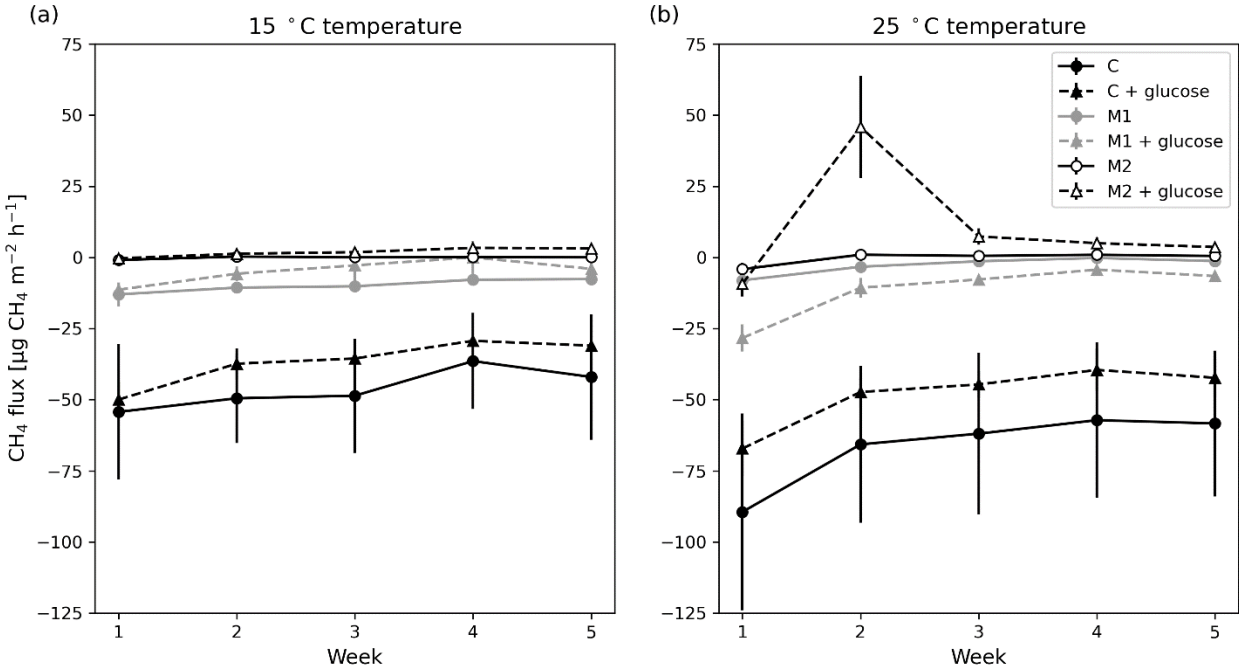 (a)
15 °C temperature
(b)
25 °C temperature
CH₄ flux [µg CH₄ m⁻² h⁻¹]
75
50
25
0
−25
−50
−75
−100
−125
1 2 3 4 5
Week
75
50
25
0
−25
−50
−75
−100
−125
1 2 3 4 5
Week
C
C + glucose
M1
M1 + glucose
M2
M2 + glucose